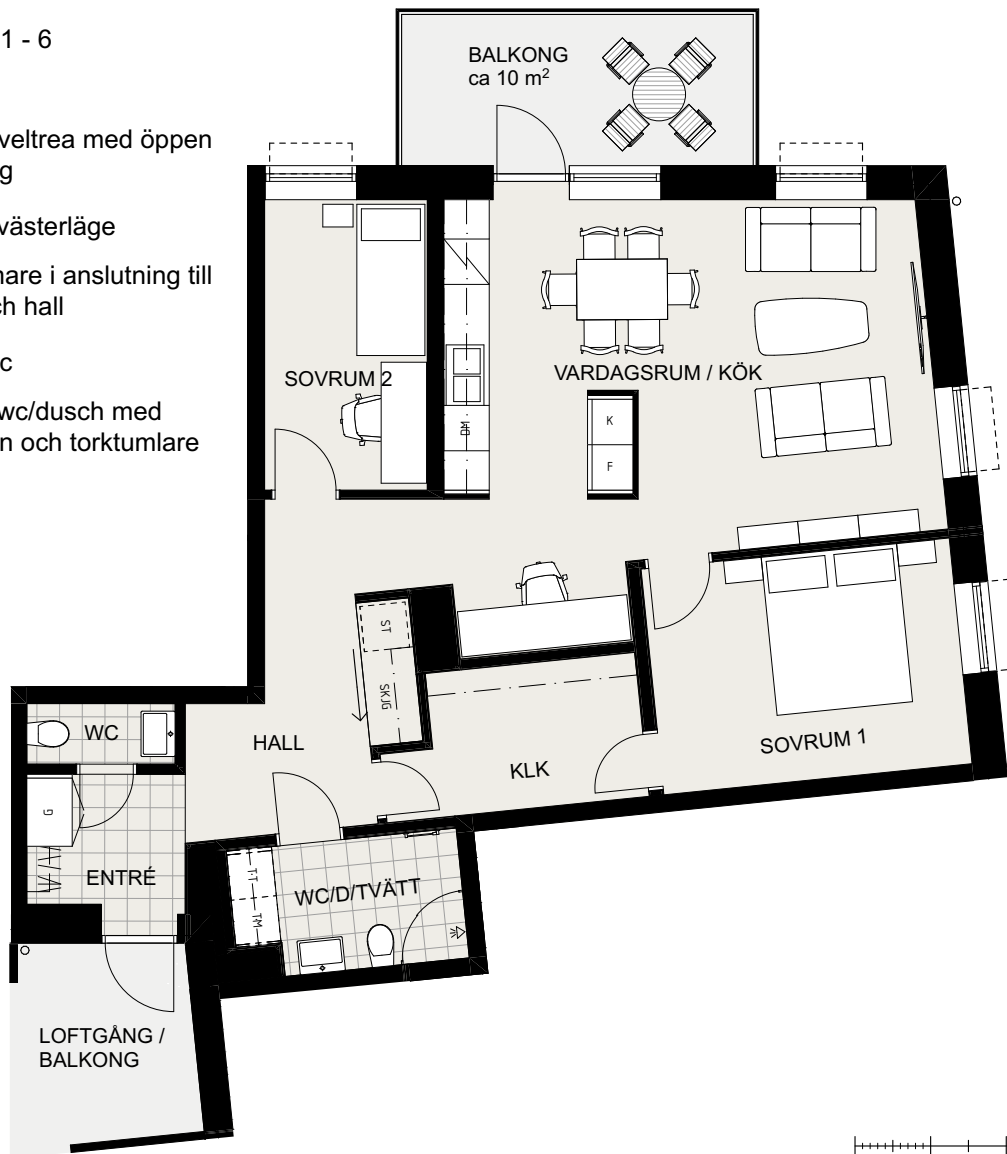 1 - 6
veltrea med öppen
g
västerläge
nare i anslutning till
ch hall
c
wc/dusch med
n och torktumlare
BALKONG
ca 10 m²
SOVRUM 2
VARDAGSRUM / KÖK
DM
K
F
ST
SK/G
WC
HALL
KLK
SOVRUM 1
G
ENTRÉ
TT
TM
WC/D/TVÄTT
LOFTGÅNG /
BALKONG